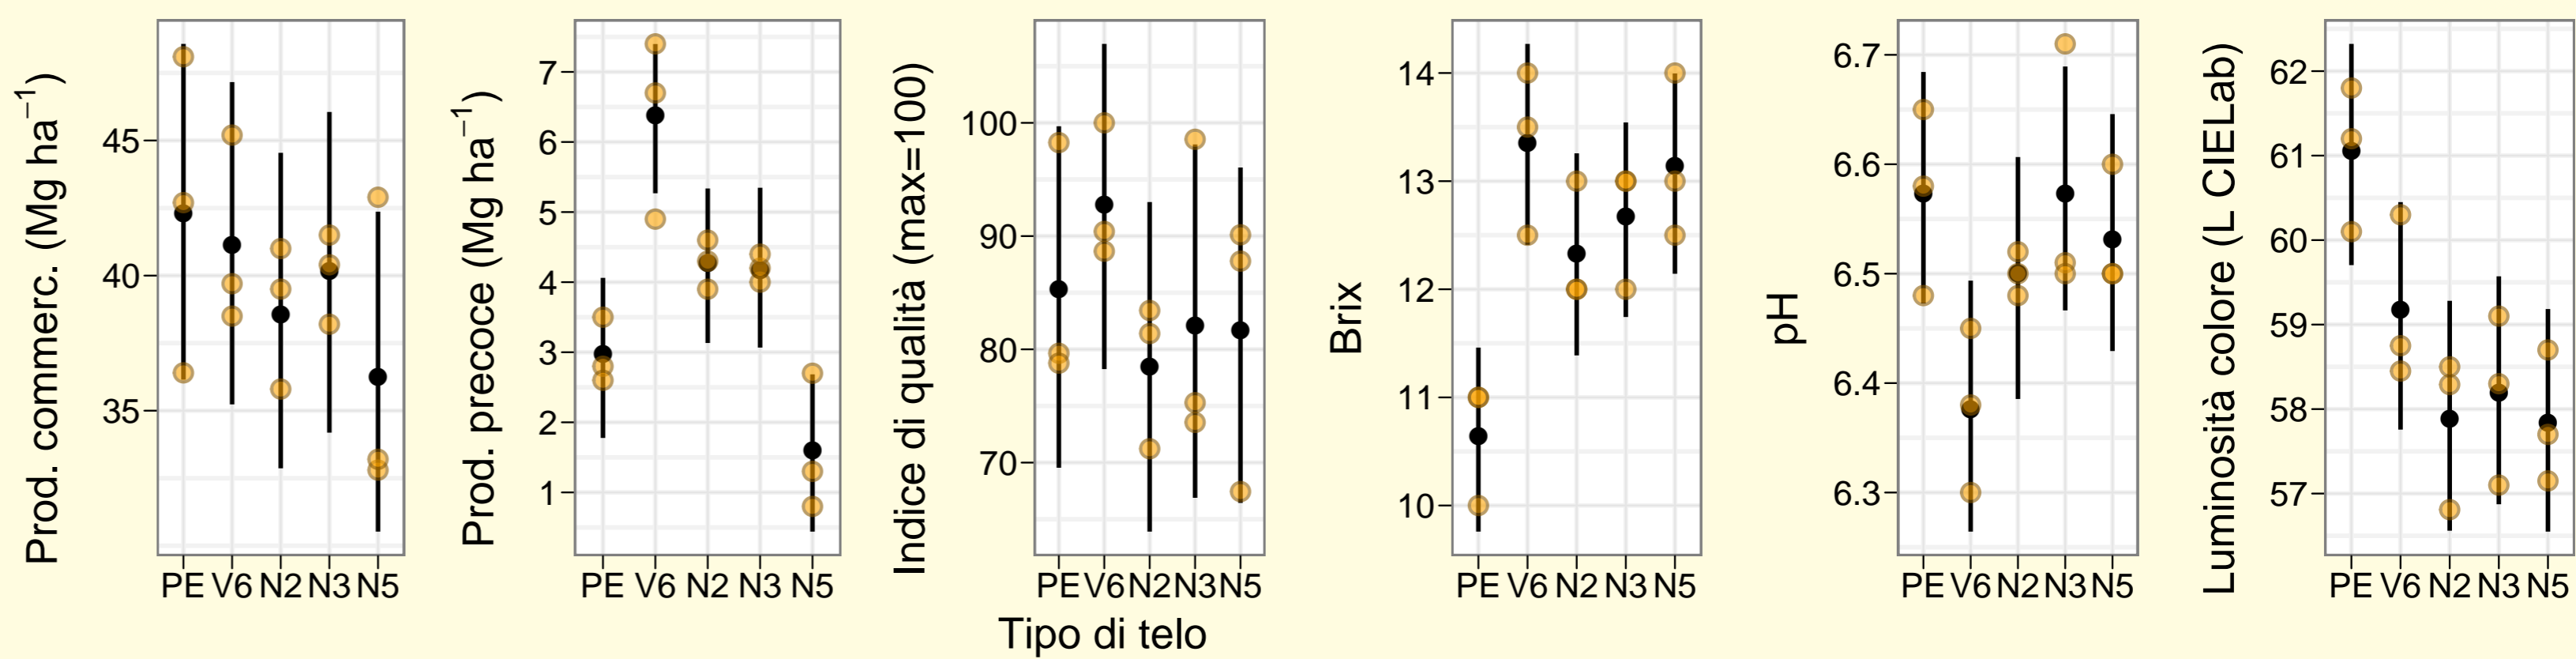 Prod. commerc. (Mg ha⁻¹)
45
40
35
PE V6 N2 N3 N5
Prod. precoce (Mg ha⁻¹)
7
6
5
4
3
2
1
PE V6 N2 N3 N5
Indice di qualità (max=100)
100
90
80
70
PE V6 N2 N3 N5
Brix
14
13
12
11
10
PE V6 N2 N3 N5
pH
6.7
6.6
6.5
6.4
6.3
PE V6 N2 N3 N5
Luminosità colore (L CIELab)
62
61
60
59
58
57
PE V6 N2 N3 N5
Tipo di telo